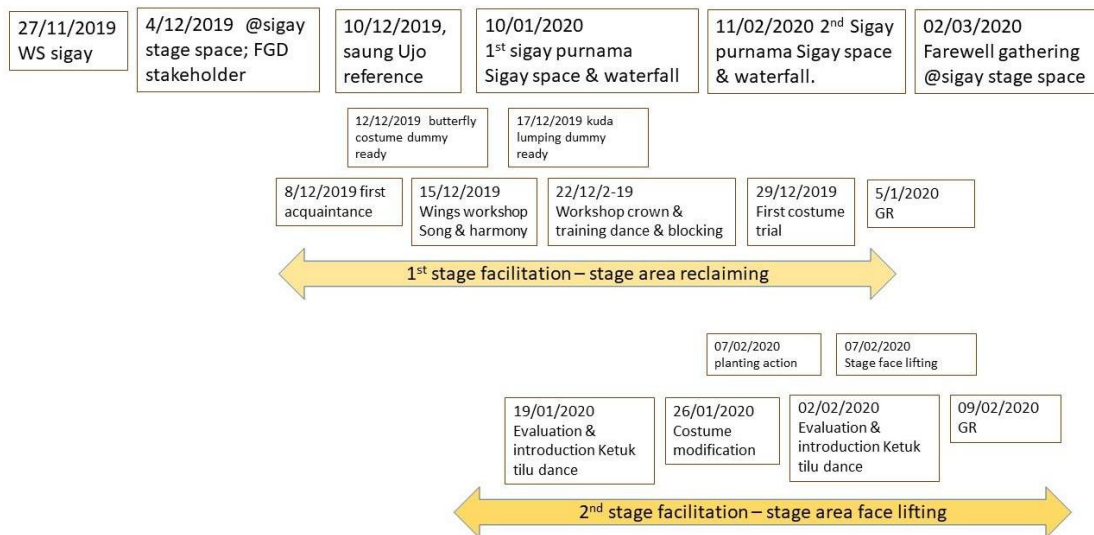 27/11/2019
WS sigay
4/12/2019 @sigay
stage space; FGD
stakeholder
10/12/2019,
saung Ujo
reference
10/01/2020
1st sigay purnama
Sigay space & waterfall
11/02/2020 2nd Sigay
purnama Sigay space
& waterfall.
02/03/2020
Farewell gathering
@sigay stage space
12/12/2019 butterfly
costume dummy
ready
17/12/2019 kuda
lumping dummy
ready
8/12/2019 first
acquaintance
15/12/2019
Wings workshop
Song & harmony
22/12/2-19
Workshop crown &
training dance & blocking
29/12/2019
First costume
trial
5/1/2020
GR
1st stage facilitation – stage area reclaiming
07/02/2020
planting action
07/02/2020
Stage face lifting
19/01/2020
Evaluation &
introduction Ketuk
tilu dance
26/01/2020
Costume
modification
02/02/2020
Evaluation &
introduction Ketuk
tilu dance
09/02/2020
GR
2nd stage facilitation – stage area face lifting